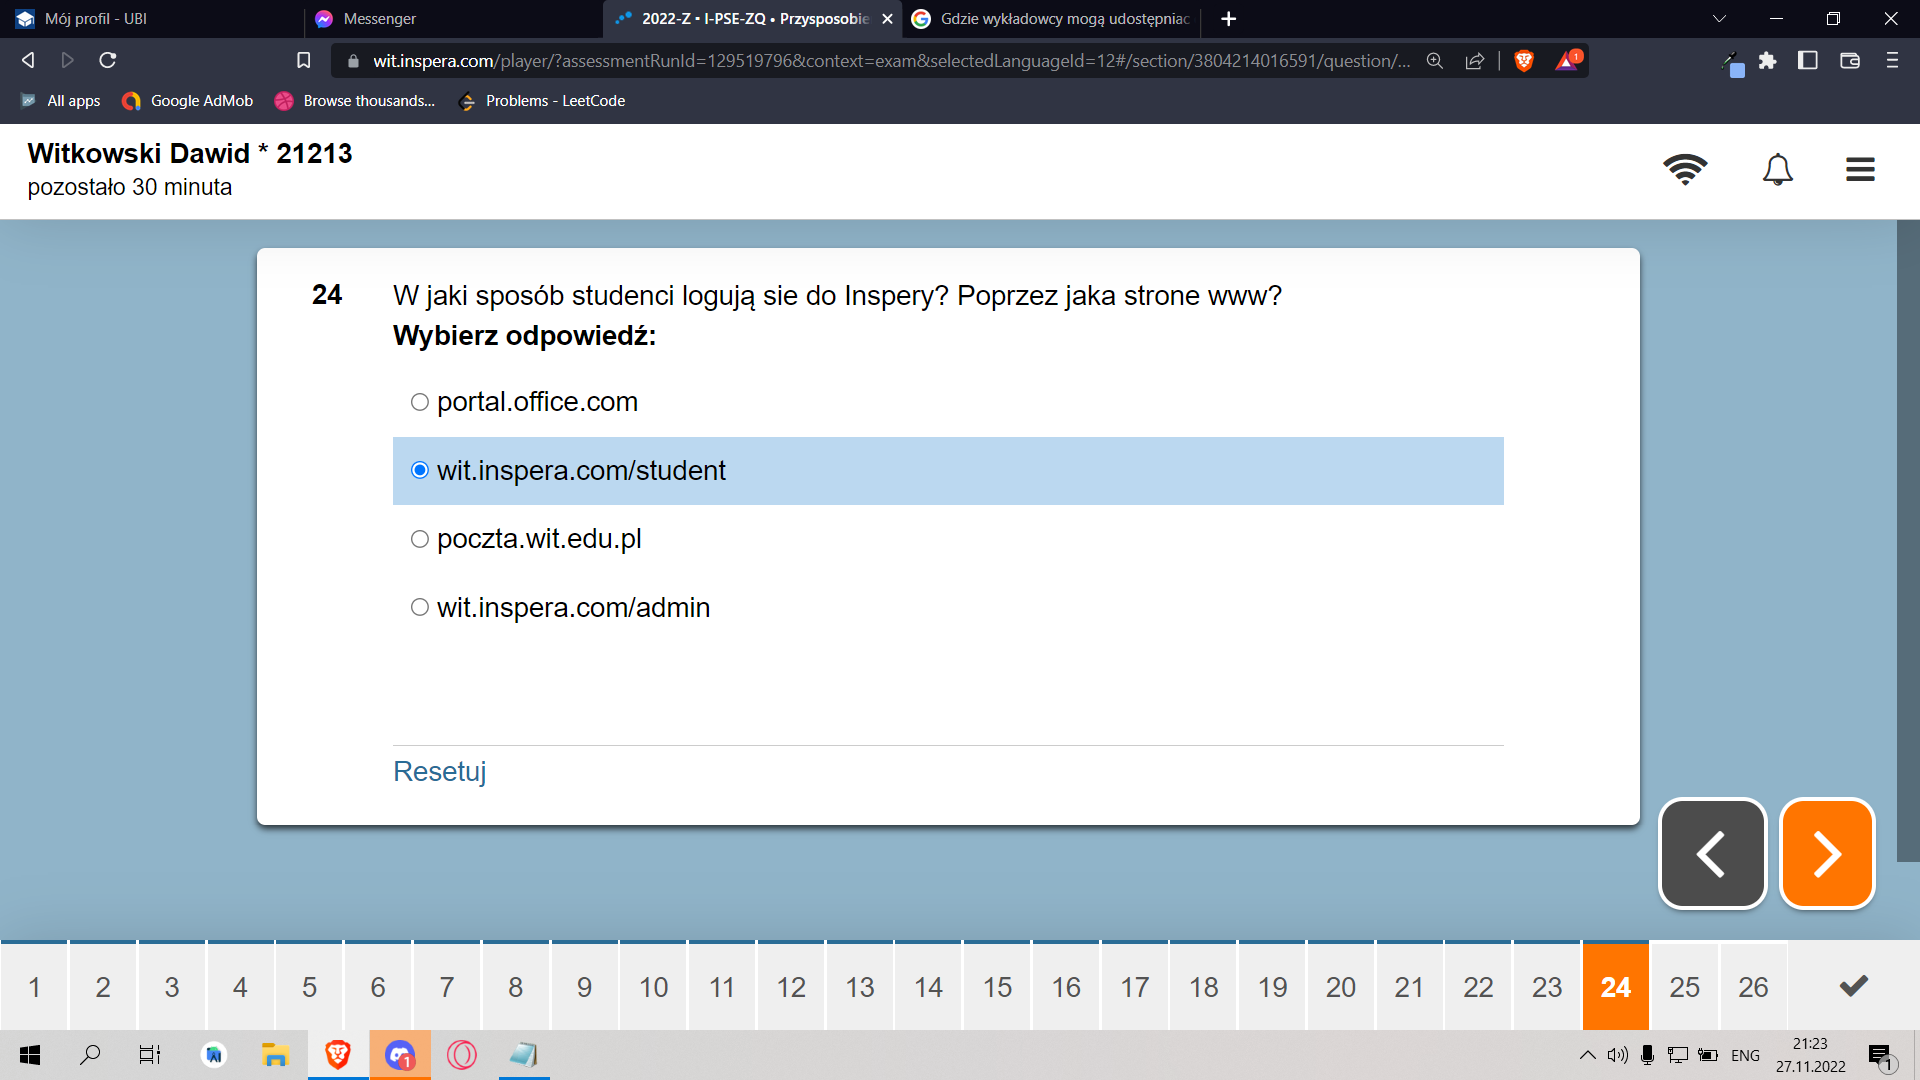 Mój profil - UBI
Messenger
2022-Z • I-PSE-ZQ • Przysposobie
Gdzie wykładowcy mogą udostępniać
wit.inspera.com/player/?assessmentRunId=129519796&context=exam&selectedLanguageId=12#/section/3804214016591/question/...
1
All apps
Google AdMob
Browse thousands...
Problems - LeetCode
Witkowski Dawid * 21213
pozostało 30 minuta
24
W jaki sposób studenci logują sie do Inspery? Poprzez jaka strone www?
Wybierz odpowiedź:
portal.office.com
wit.inspera.com/student
poczta.wit.edu.pl
wit.inspera.com/admin
Resetuj
1 2 3 4 5 6 7 8 9 10 11 12 13 14 15 16 17 18 19 20 21 22 23 24 25 26
1
ENG
21:23
27.11.2022
1